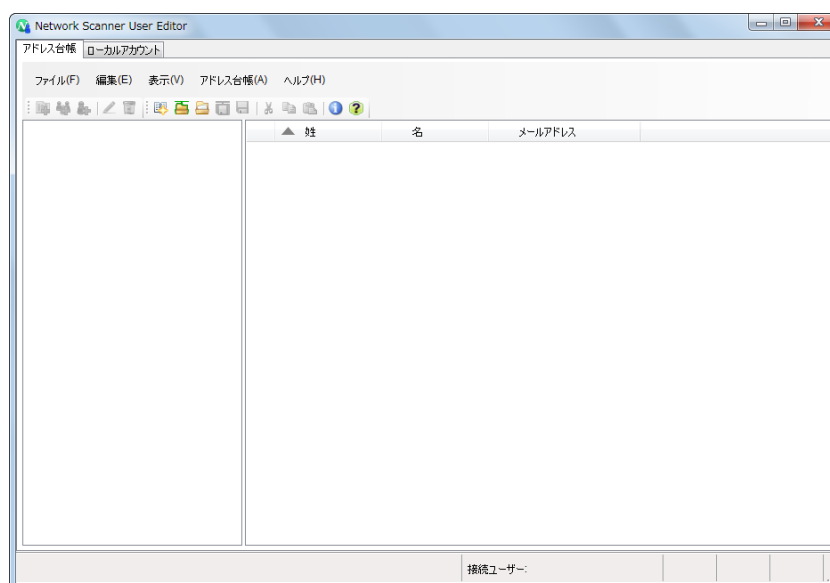 Network Scanner User Editor
アドレス台帳 ローカルアカウント
ファイル(F) 編集(E) 表示(V) アドレス台帳(A) ヘルプ(H)
姓 名 メールアドレス
接続ユーザー: